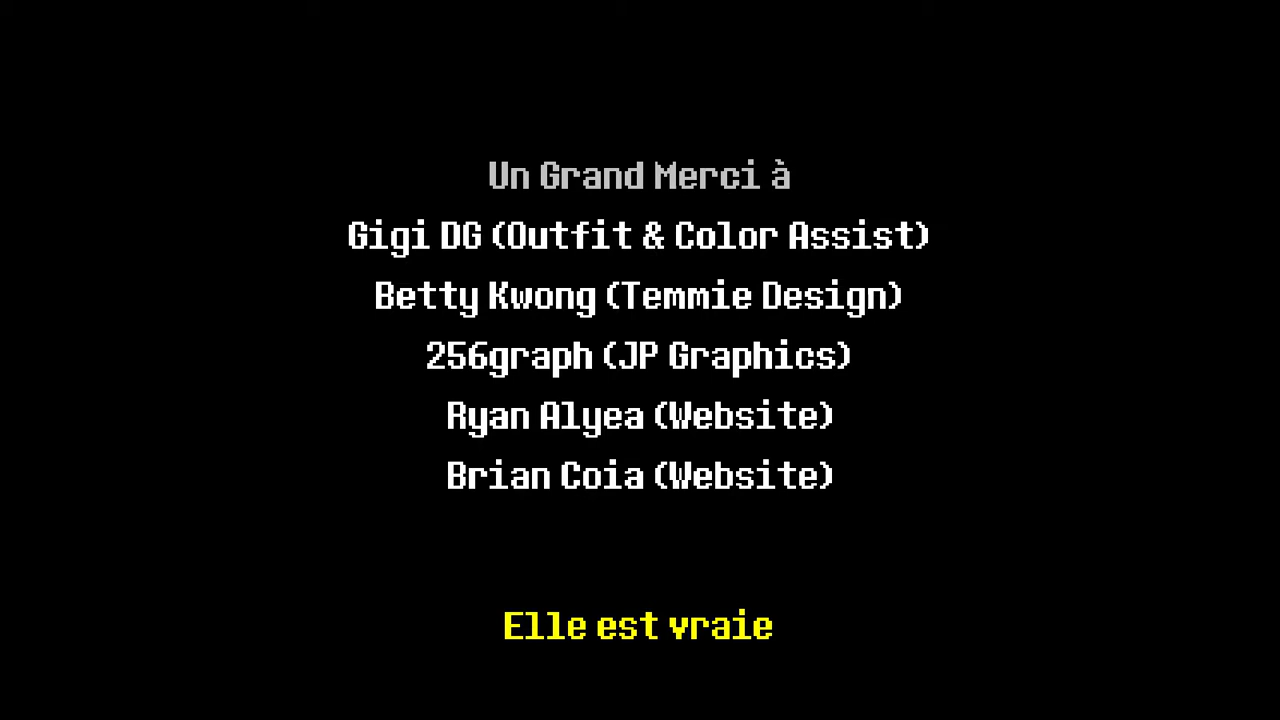 Un Grand Merci à
Gigi DG (Outfit & Color Assist)
Betty Kwong (Temmie Design)
256graph (JP Graphics)
Ryan Alyea (Website)
Brian Coia (Website)
Elle est vraie